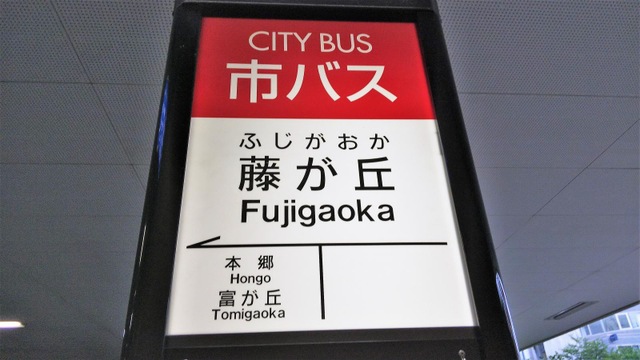 CITY BUS
市バス
ふじがおか
藤が丘
Fujigaoka
本郷
Hongo
富が丘
Tomigaoka